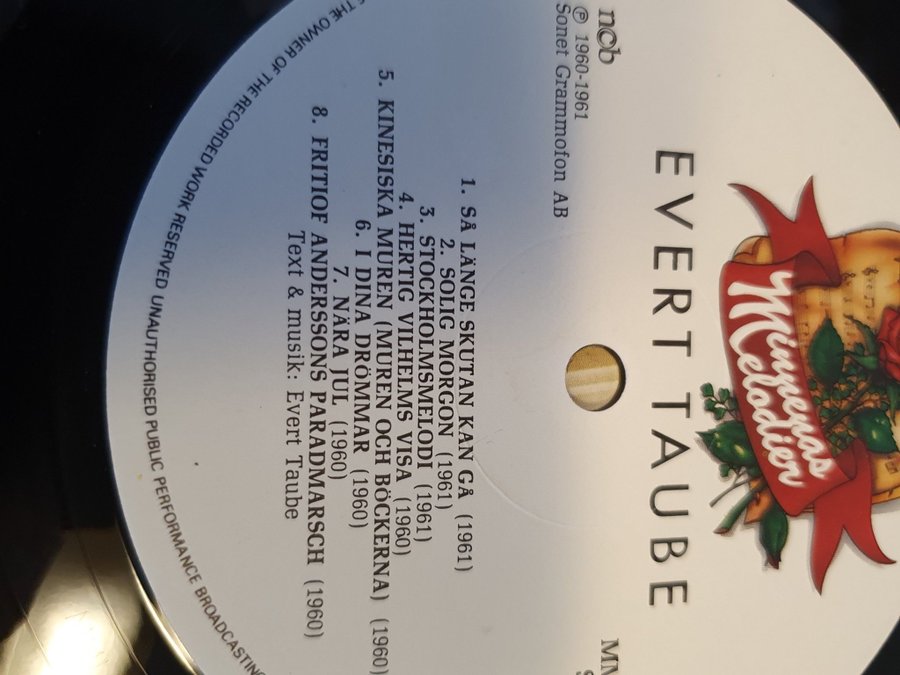 Minnenas
Melodier
EVERT TAUBE
ncb
℗ 1960-1961
Sonet Grammofon AB
1. SÅ LÄNGE SKUTAN KAN GÅ (1961)
2. SOLIG MORGON (1961)
3. STOCKHOLMSMELODI (1961)
4. HERTIG VILHELMS VISA (1960)
5. KINESISKA MUREN (MUREN OCH BÖCKERNA) (1960)
6. I DINA DRÖMMAR (1960)
7. NÄRA JUL (1960)
8. FRITIOF ANDERSSONS PARADMARSCH (1960)
Text & musik: Evert Taube
THE OWNER OF THE RECORDED WORK RESERVED UNAUTHORISED PUBLIC PERFORMANCE BROADCASTING